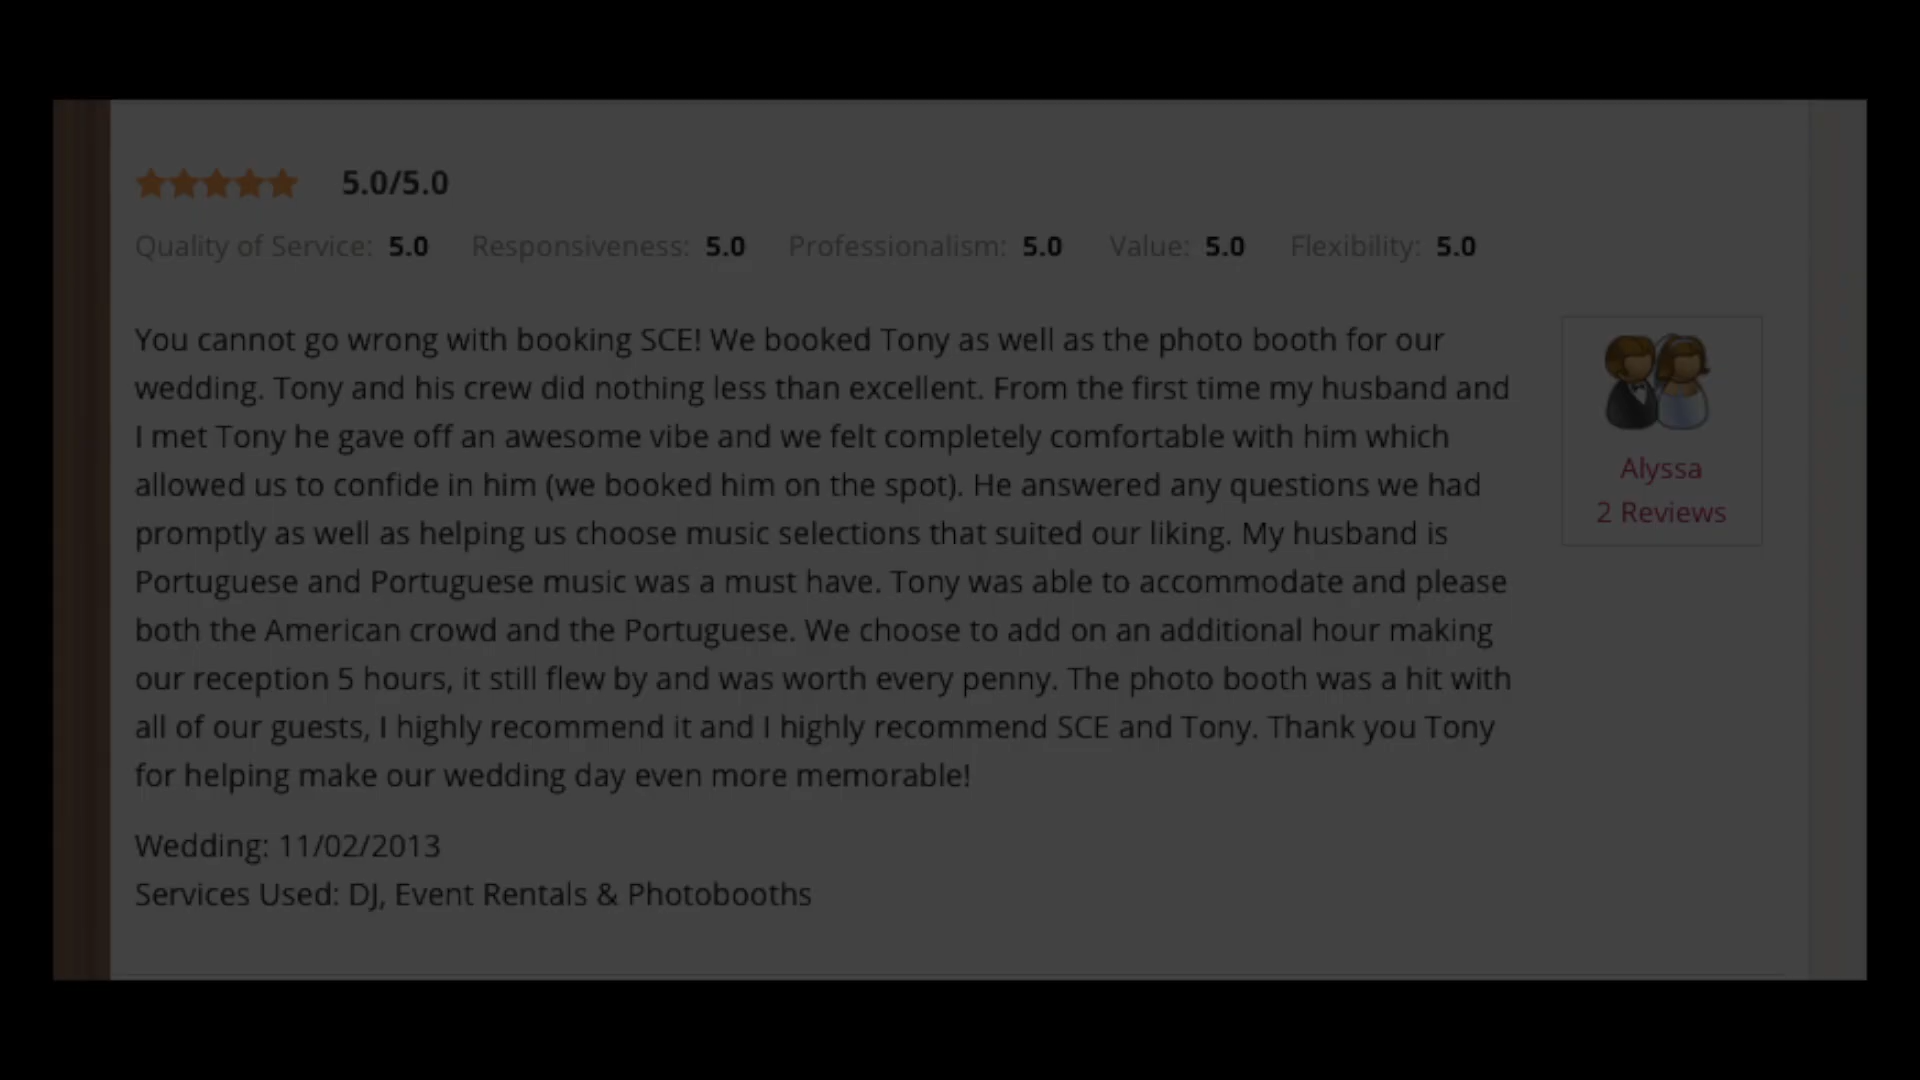 5.0/5.0
Quality of Service: 5.0 Responsiveness: 5.0 Professionalism: 5.0 Value: 5.0 Flexibility: 5.0
You cannot go wrong with booking SCE! We booked Tony as well as the photo booth for our
wedding. Tony and his crew did nothing less than excellent. From the first time my husband and
I met Tony he gave off an awesome vibe and we felt completely comfortable with him which
allowed us to confide in him (we booked him on the spot). He answered any questions we had
promptly as well as helping us choose music selections that suited our liking. My husband is
Portuguese and Portuguese music was a must have. Tony was able to accommodate and please
both the American crowd and the Portuguese. We choose to add on an additional hour making
our reception 5 hours, it still flew by and was worth every penny. The photo booth was a hit with
all of our guests, I highly recommend it and I highly recommend SCE and Tony. Thank you Tony
for helping make our wedding day even more memorable!
Wedding: 11/02/2013
Services Used: DJ, Event Rentals & Photobooths
Alyssa
2 Reviews